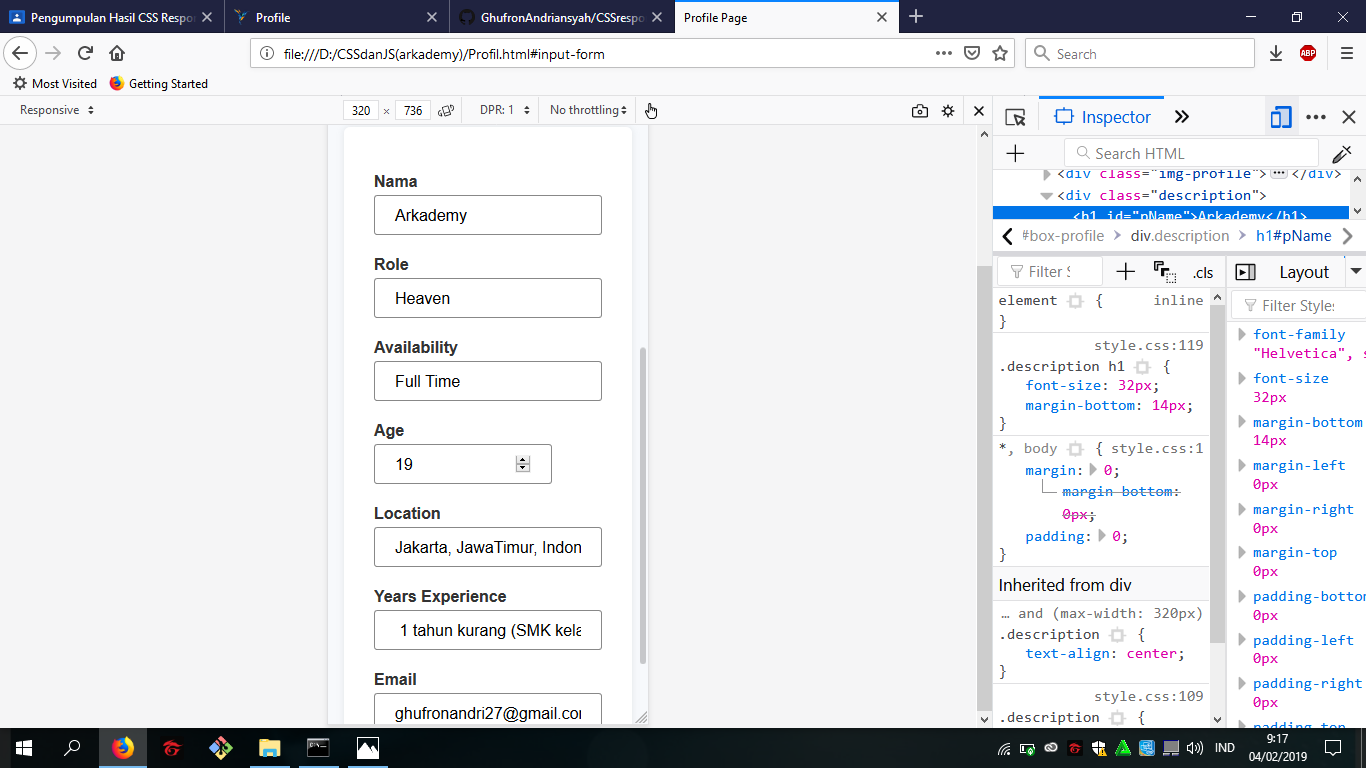 Pengumpulan Hasil CSS Respo
Profile
GhufronAndriansyah/CSSrespo
Profile Page
file:///D:/CSSdanJS(arkademy)/Profil.html#input-form
Search
ABP
Most Visited
Getting Started
Responsive
320 × 736
DPR: 1
No throttling
Nama
Arkademy
Role
Heaven
Availability
Full Time
Age
19
Location
Jakarta, JawaTimur, Indon
Years Experience
1 tahun kurang (SMK kela
Email
ghufronandri27@gmail.co
Inspector
Search HTML
<div class="img-profile"> ··· </div>
<div class="description">
<h1 id="pName">Arkademy</h1>
#box-profile > div.description > h1#pName
Filter S
.cls
element { inline
}
style.css:119
.description h1 {
font-size: 32px;
margin-bottom: 14px;
}
*, body { style.css:1
margin: 0;
margin-bottom:
0px;
padding: 0;
}
Inherited from div
… and (max-width: 320px)
.description {
text-align: center;
}
style.css:109
.description {
Layout
Filter Styles
font-family
"Helvetica", s
font-size
32px
margin-bottom
14px
margin-left
0px
margin-right
0px
margin-top
0px
padding-bottom
0px
padding-left
0px
padding-right
0px
padding-top
IND
9:17
04/02/2019